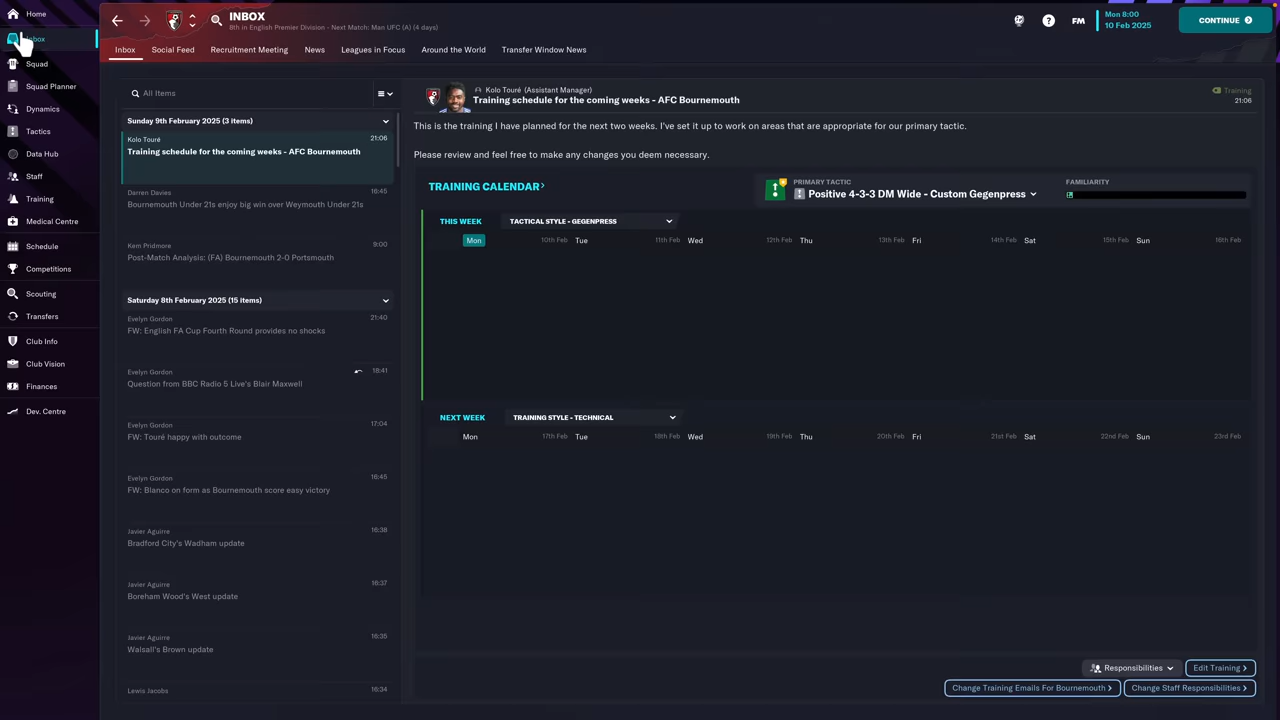 Home
Inbox
Squad
Squad Planner
Dynamics
Tactics
Data Hub
Staff
Training
Medical Centre
Schedule
Competitions
Scouting
Transfers
Club Info
Club Vision
Finances
Dev. Centre
INBOX
8th in English Premier Division - Next Match: Man UFC (A) (4 days)
FM
Mon 8:00
10 Feb 2025
CONTINUE
Inbox Social Feed Recruitment Meeting News Leagues in Focus Around the World Transfer Window News
All Items
Sunday 9th February 2025 (3 items)
Kolo Touré 21:06
Training schedule for the coming weeks - AFC Bournemouth
Darren Davies 16:45
Bournemouth Under 21s enjoy big win over Weymouth Under 21s
Kem Pridmore 9:00
Post-Match Analysis: (FA) Bournemouth 2-0 Portsmouth
Saturday 8th February 2025 (15 items)
Evelyn Gordon 21:40
FW: English FA Cup Fourth Round provides no shocks
Evelyn Gordon 18:41
Question from BBC Radio 5 Live's Blair Maxwell
Evelyn Gordon 17:04
FW: Touré happy with outcome
Evelyn Gordon 16:45
FW: Blanco on form as Bournemouth score easy victory
Javier Aguirre 16:38
Bradford City's Wadham update
Javier Aguirre 16:37
Boreham Wood's West update
Javier Aguirre 16:35
Walsall's Brown update
Lewis Jacobs 16:34
Kolo Touré (Assistant Manager)
Training schedule for the coming weeks - AFC Bournemouth
Training
21:06
This is the training I have planned for the next two weeks. I've set it up to work on areas that are appropriate for our primary tactic.
Please review and feel free to make any changes you deem necessary.
TRAINING CALENDAR
PRIMARY TACTIC
Positive 4-3-3 DM Wide - Custom Gegenpress
FAMILIARITY
THIS WEEK TACTICAL STYLE - GEGENPRESS
Mon 10th Feb Tue 11th Feb Wed 12th Feb Thu 13th Feb Fri 14th Feb Sat 15th Feb Sun 16th Feb
NEXT WEEK TRAINING STYLE - TECHNICAL
Mon 17th Feb Tue 18th Feb Wed 19th Feb Thu 20th Feb Fri 21st Feb Sat 22nd Feb Sun 23rd Feb
Responsibilities
Edit Training
Change Training Emails For Bournemouth
Change Staff Responsibilities